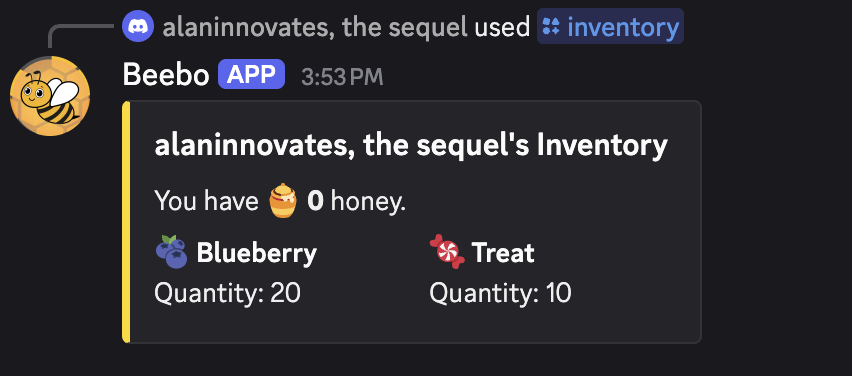 alaninnovates, the sequel used inventory
Beebo APP 3:53 PM
alaninnovates, the sequel's Inventory
You have 0 honey.
Blueberry Treat
Quantity: 20 Quantity: 10